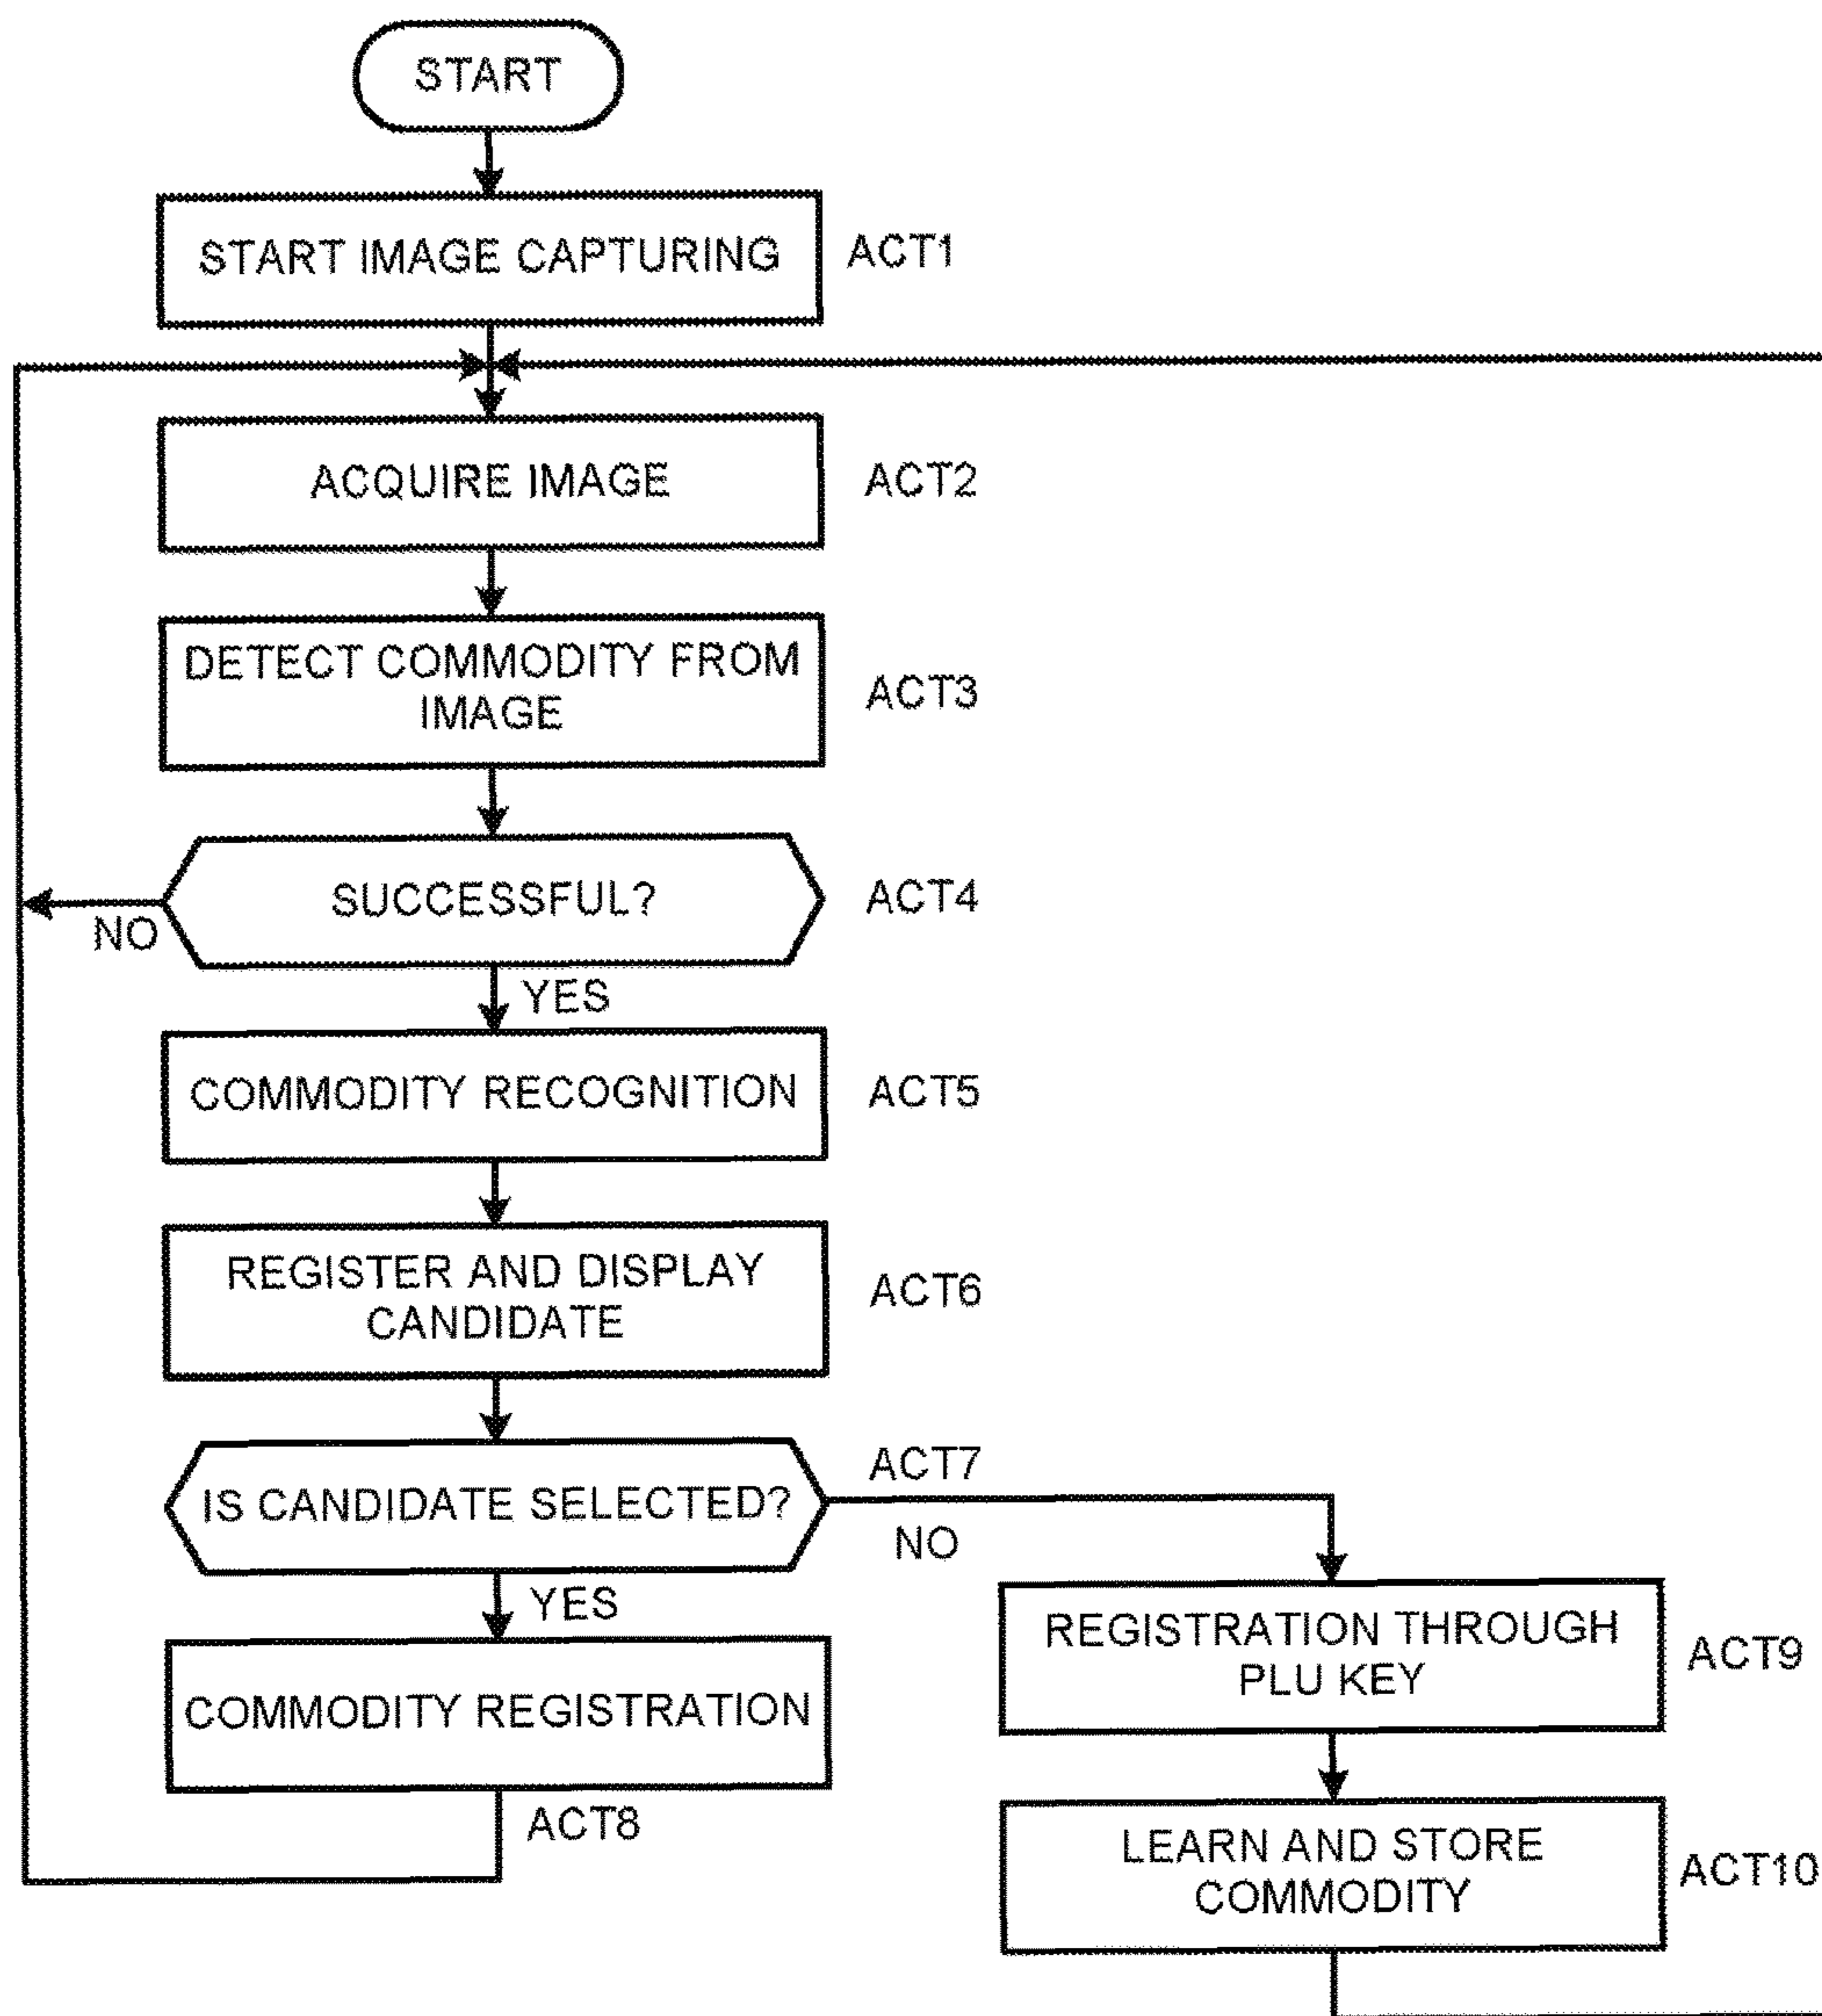 START
START IMAGE CAPTURING
ACT1
ACQUIRE IMAGE
ACT2
DETECT COMMODITY FROM
IMAGE
ACT3
SUCCESSFUL?
ACT4
NO
YES
COMMODITY RECOGNITION
ACT5
REGISTER AND DISPLAY
CANDIDATE
ACT6
IS CANDIDATE SELECTED?
ACT7
NO
YES
COMMODITY REGISTRATION
ACT8
REGISTRATION THROUGH
PLU KEY
ACT9
LEARN AND STORE
COMMODITY
ACT10